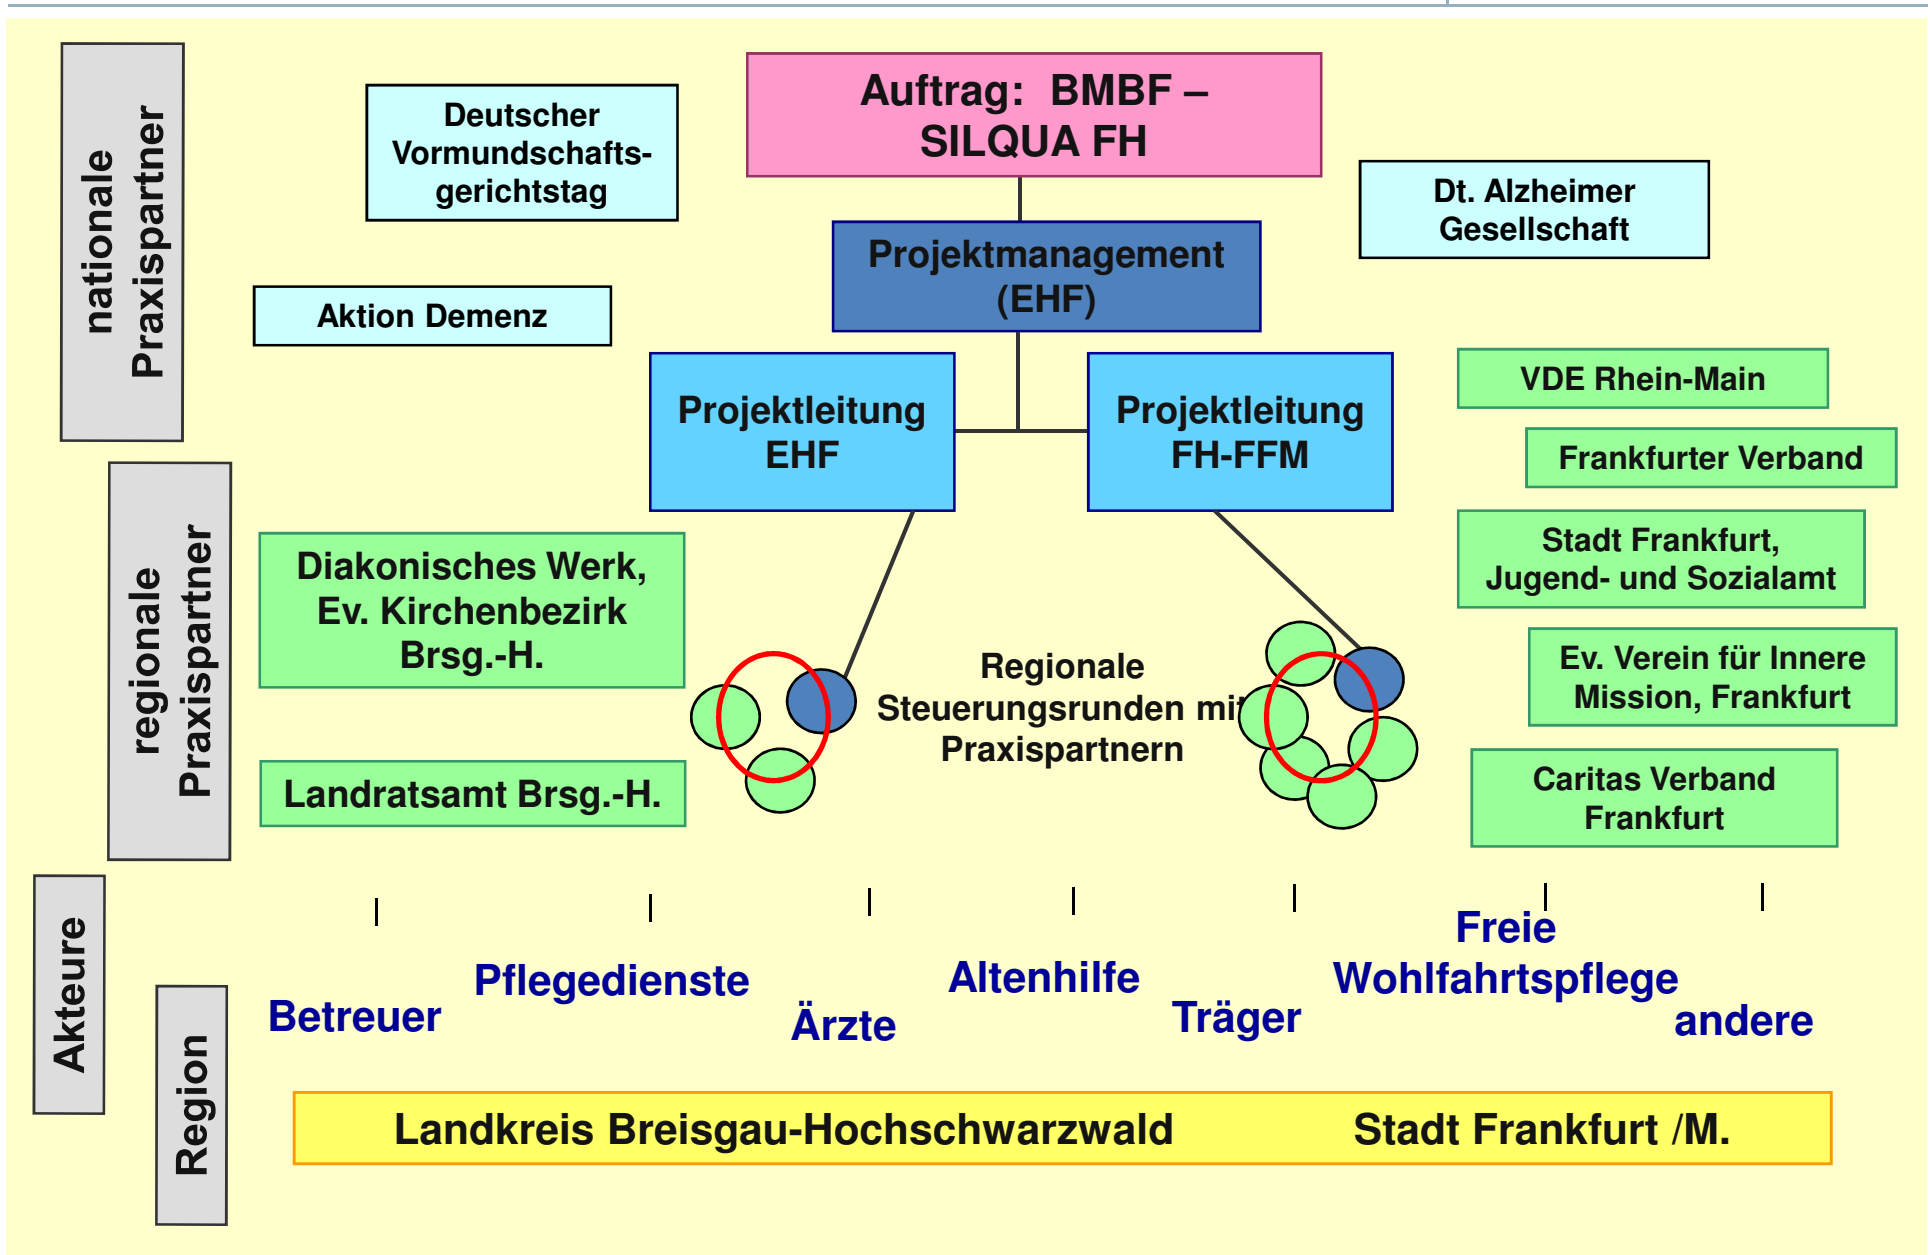 nationale
Praxispartner
Deutscher
Vormundschafts-
gerichtstag
Auftrag:  BMBF –
SILQUA FH
Dt. Alzheimer
Gesellschaft
Projektmanagement
(EHF)
Aktion Demenz
Projektleitung
EHF
Projektleitung
FH-FFM
VDE Rhein-Main
Frankfurter Verband
regionale
Praxispartner
Diakonisches Werk,
Ev. Kirchenbezirk
Brsg.-H.
Stadt Frankfurt,
Jugend- und Sozialamt
Regionale
Steuerungsrunden mit
Praxispartnern
Ev. Verein für Innere
Mission, Frankfurt
Landratsamt Brsg.-H.
Caritas Verband
Frankfurt
Akteure
Betreuer
Pflegedienste
Ärzte
Altenhilfe
Träger
Freie
Wohlfahrtspflege
andere
Region
Landkreis Breisgau-Hochschwarzwald
Stadt Frankfurt /M.